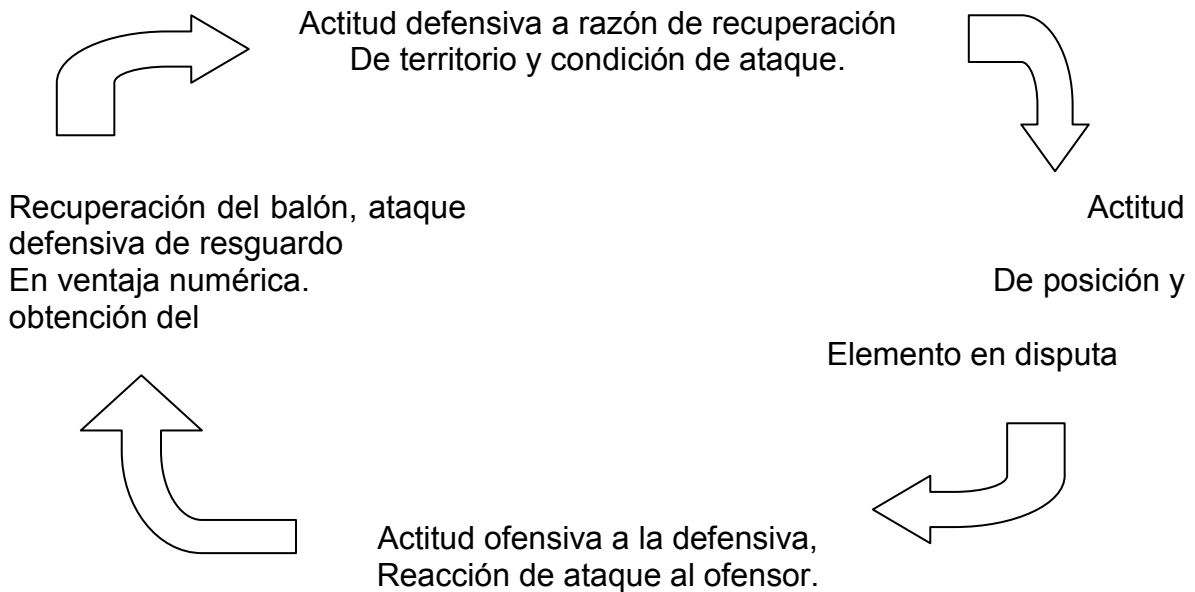 Actitud defensiva a razón de recuperación
De territorio y condición de ataque.
Recuperación del balón, ataque Actitud
defensiva de resguardo
En ventaja numérica. De posición y
obtención del
Elemento en disputa
Actitud ofensiva a la defensiva,
Reacción de ataque al ofensor.